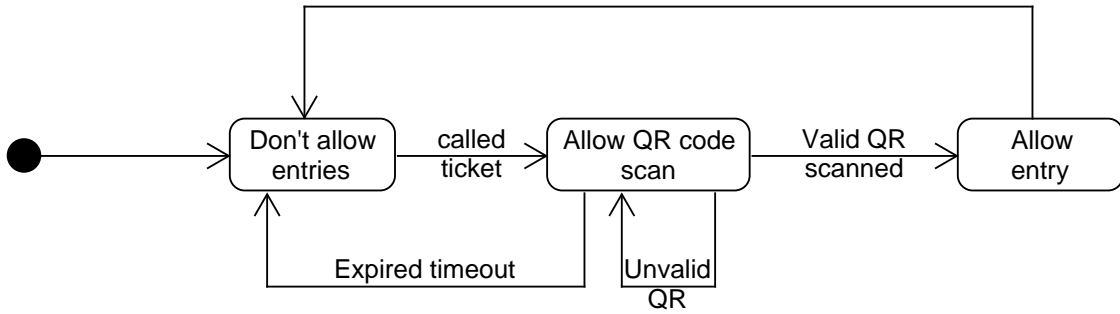 Don't allow
entries
called
ticket
Allow QR code
scan
Valid QR
scanned
Allow
entry
Expired timeout
Unvalid
QR